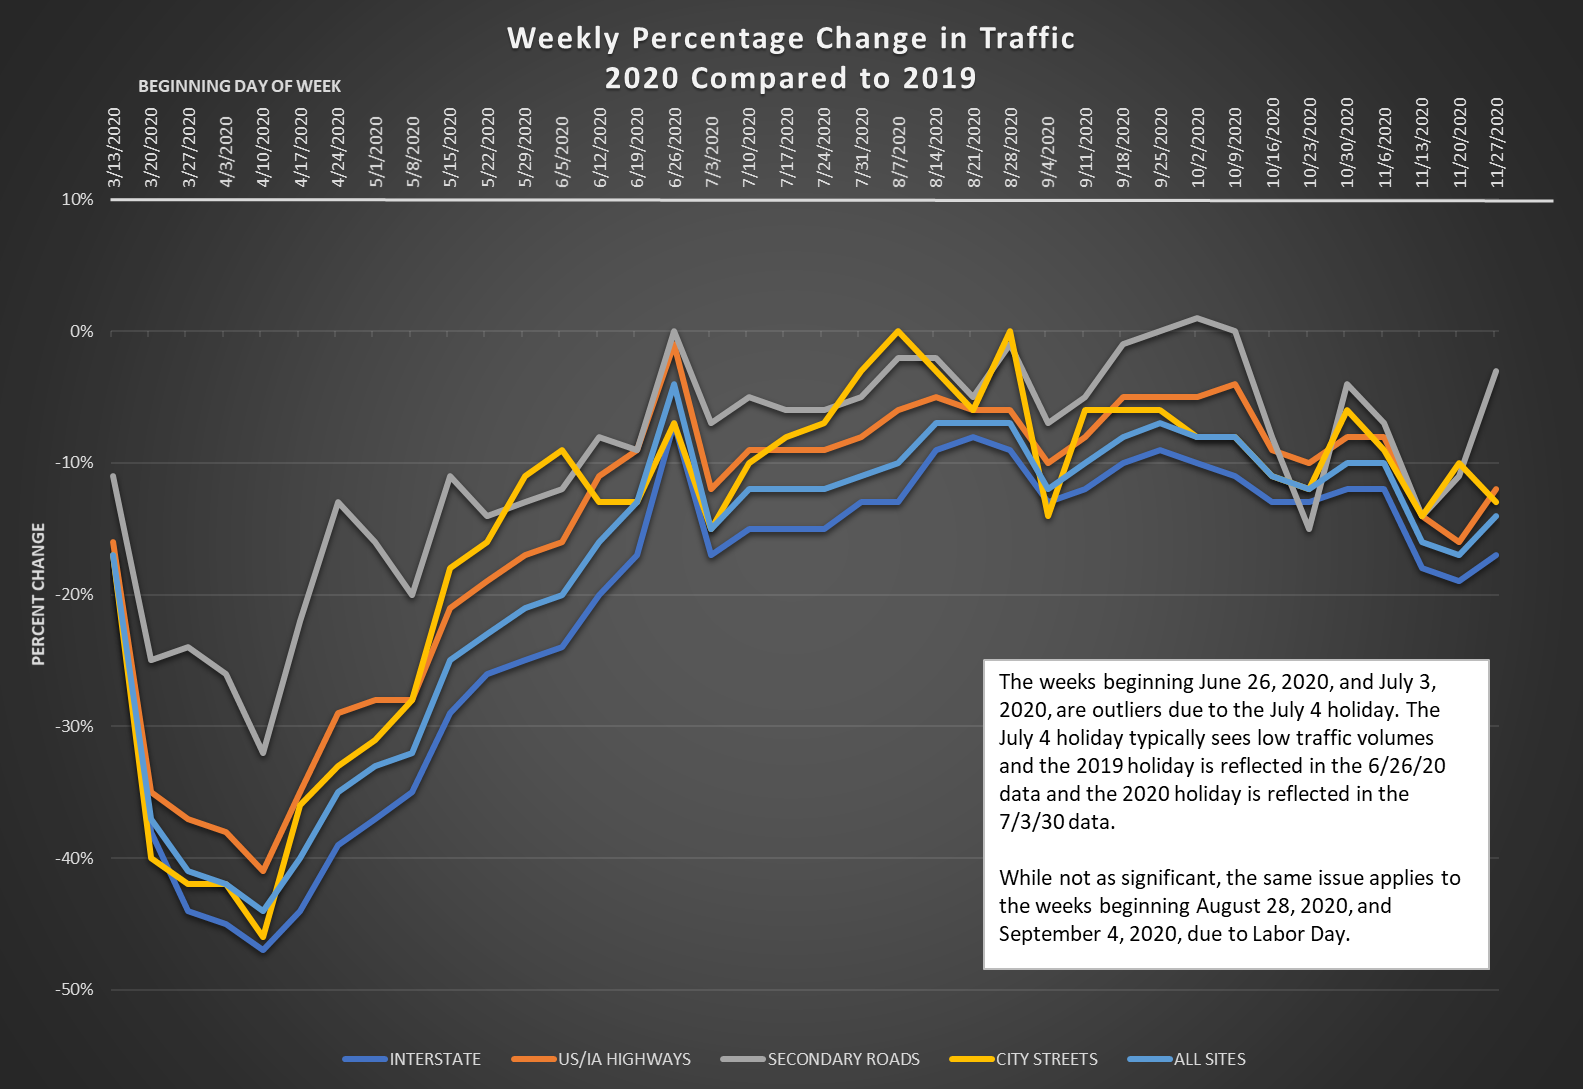 Weekly Percentage Change in Traffic
2020 Compared to 2019
BEGINNING DAY OF WEEK
3/13/2020
3/20/2020
3/27/2020
4/3/2020
4/10/2020
4/17/2020
4/24/2020
5/1/2020
5/8/2020
5/15/2020
5/22/2020
5/29/2020
6/5/2020
6/12/2020
6/19/2020
6/26/2020
7/3/2020
7/10/2020
7/17/2020
7/24/2020
7/31/2020
8/7/2020
8/14/2020
8/21/2020
8/28/2020
9/4/2020
9/11/2020
9/18/2020
9/25/2020
10/2/2020
10/9/2020
10/16/2020
10/23/2020
10/30/2020
11/6/2020
11/13/2020
11/20/2020
11/27/2020
10%
0%
-10%
-20%
-30%
-40%
-50%
PERCENT CHANGE
The weeks beginning June 26, 2020, and July 3,
2020, are outliers due to the July 4 holiday. The
July 4 holiday typically sees low traffic volumes
and the 2019 holiday is reflected in the 6/26/20
data and the 2020 holiday is reflected in the
7/3/30 data.
While not as significant, the same issue applies to
the weeks beginning August 28, 2020, and
September 4, 2020, due to Labor Day.
INTERSTATE
US/IA HIGHWAYS
SECONDARY ROADS
CITY STREETS
ALL SITES